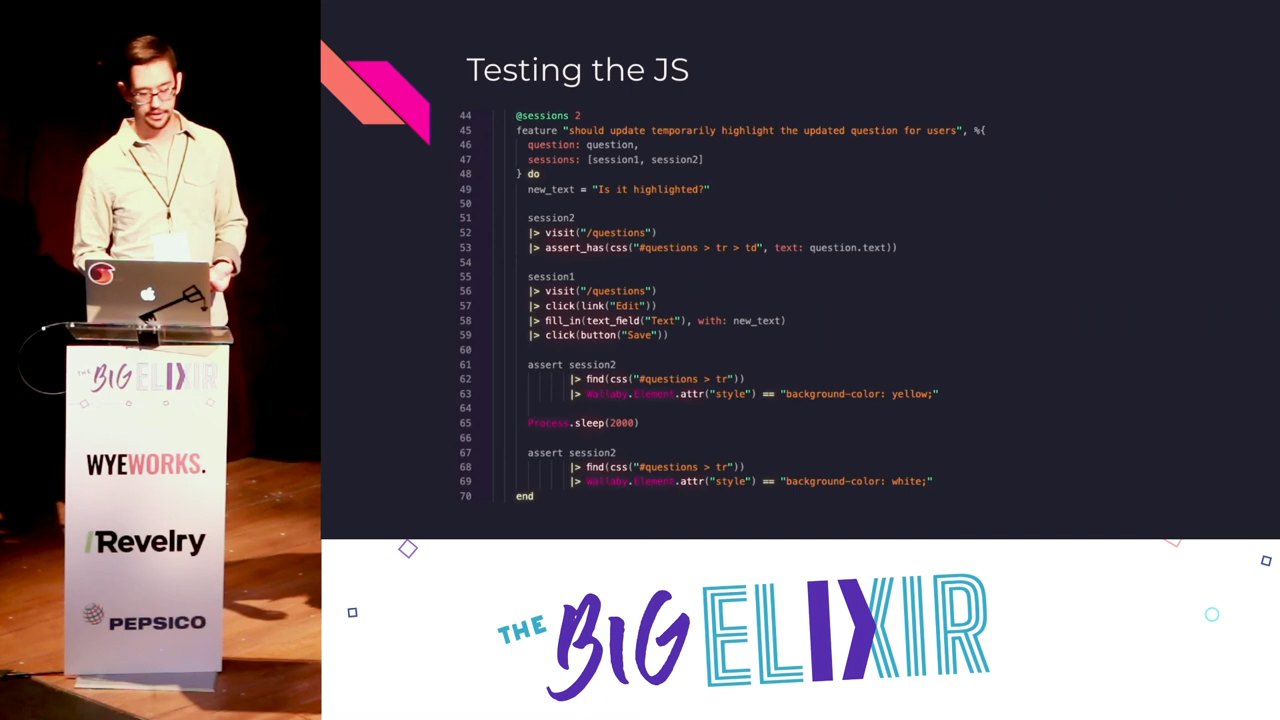 Testing the JS
44 @sessions 2
45 feature "should update temporarily highlight the updated question for users", %{
46 question: question,
47 sessions: [session1, session2]
48 } do
49 new_text = "Is it highlighted?"
50
51 session2
52 |> visit("/questions")
53 |> assert_has(css("#questions > tr > td", text: question.text))
54
55 session1
56 |> visit("/questions")
57 |> click(link("Edit"))
58 |> fill_in(text_field("Text"), with: new_text)
59 |> click(button("Save"))
60
61 assert session2
62 |> find(css("#questions > tr"))
63 |> Wallaby.Element.attr("style") == "background-color: yellow;"
64
65 Process.sleep(2000)
66
67 assert session2
68 |> find(css("#questions > tr"))
69 |> Wallaby.Element.attr("style") == "background-color: white;"
70 end
THE BIG ELIXIR
WYEWORKS.
/Revelry
PEPSICO
THE BIG ELIXIR